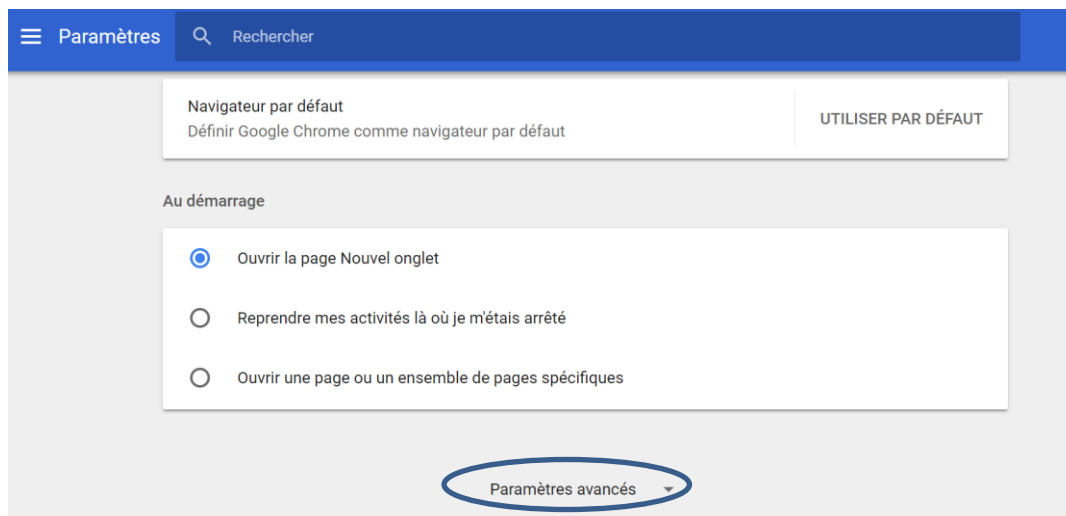 Paramètres
Rechercher
Navigateur par défaut
Définir Google Chrome comme navigateur par défaut
UTILISER PAR DÉFAUT
Au démarrage
Ouvrir la page Nouvel onglet
Reprendre mes activités là où je m'étais arrêté
Ouvrir une page ou un ensemble de pages spécifiques
Paramètres avancés